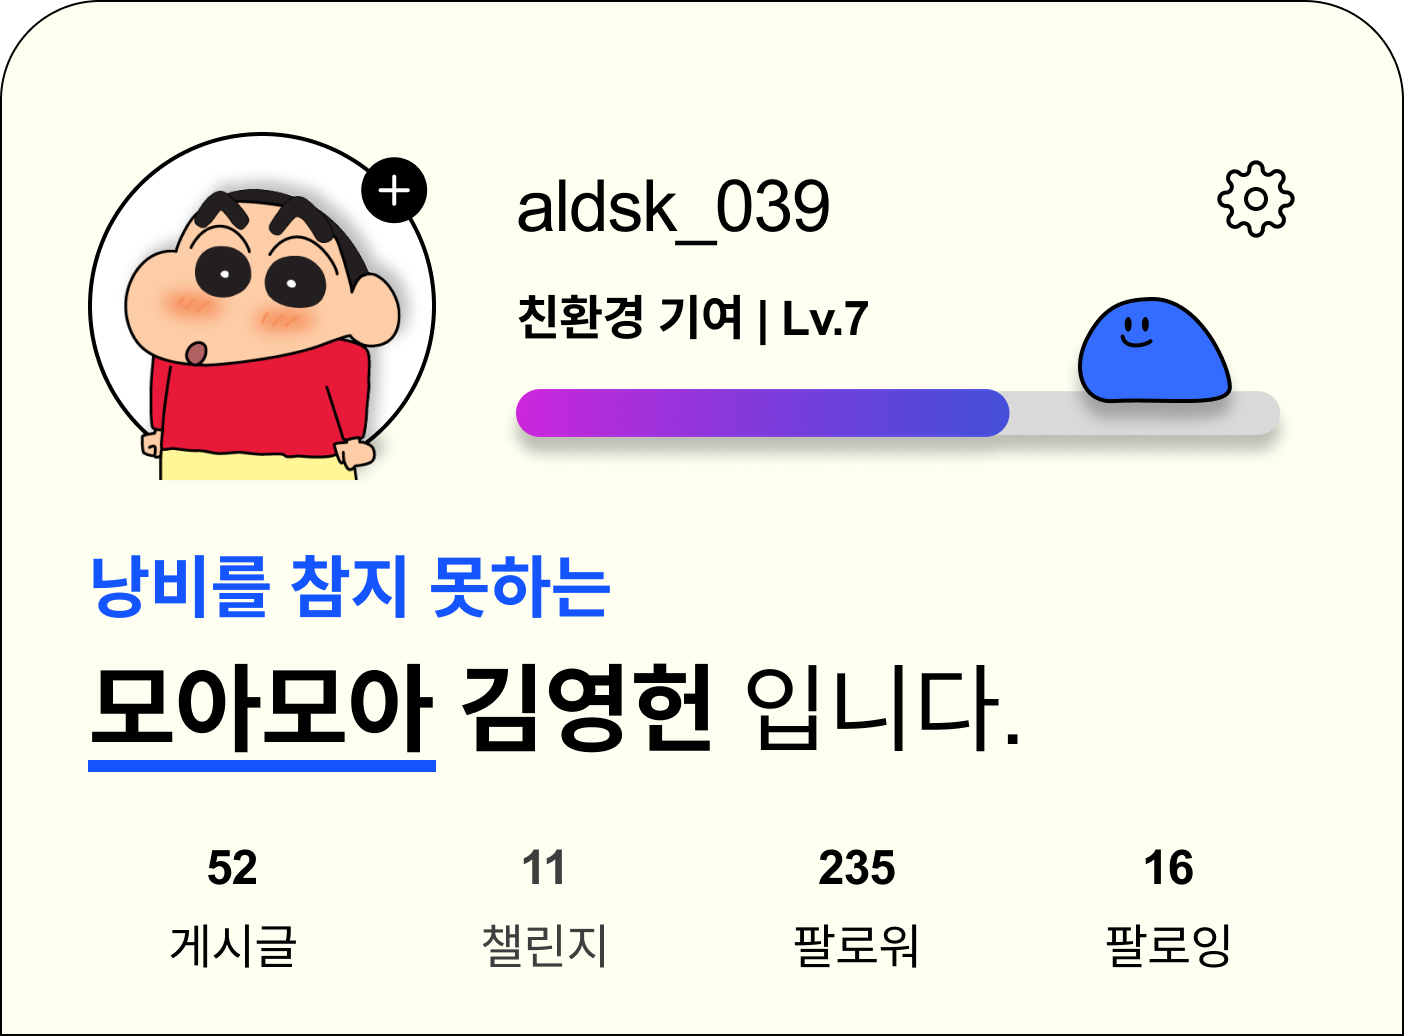 aldsk_039
친환경 기여 | Lv.7
낭비를 참지 못하는
모아모아 김영헌 입니다.
52 11 235 16
게시글 챌린지 팔로워 팔로잉